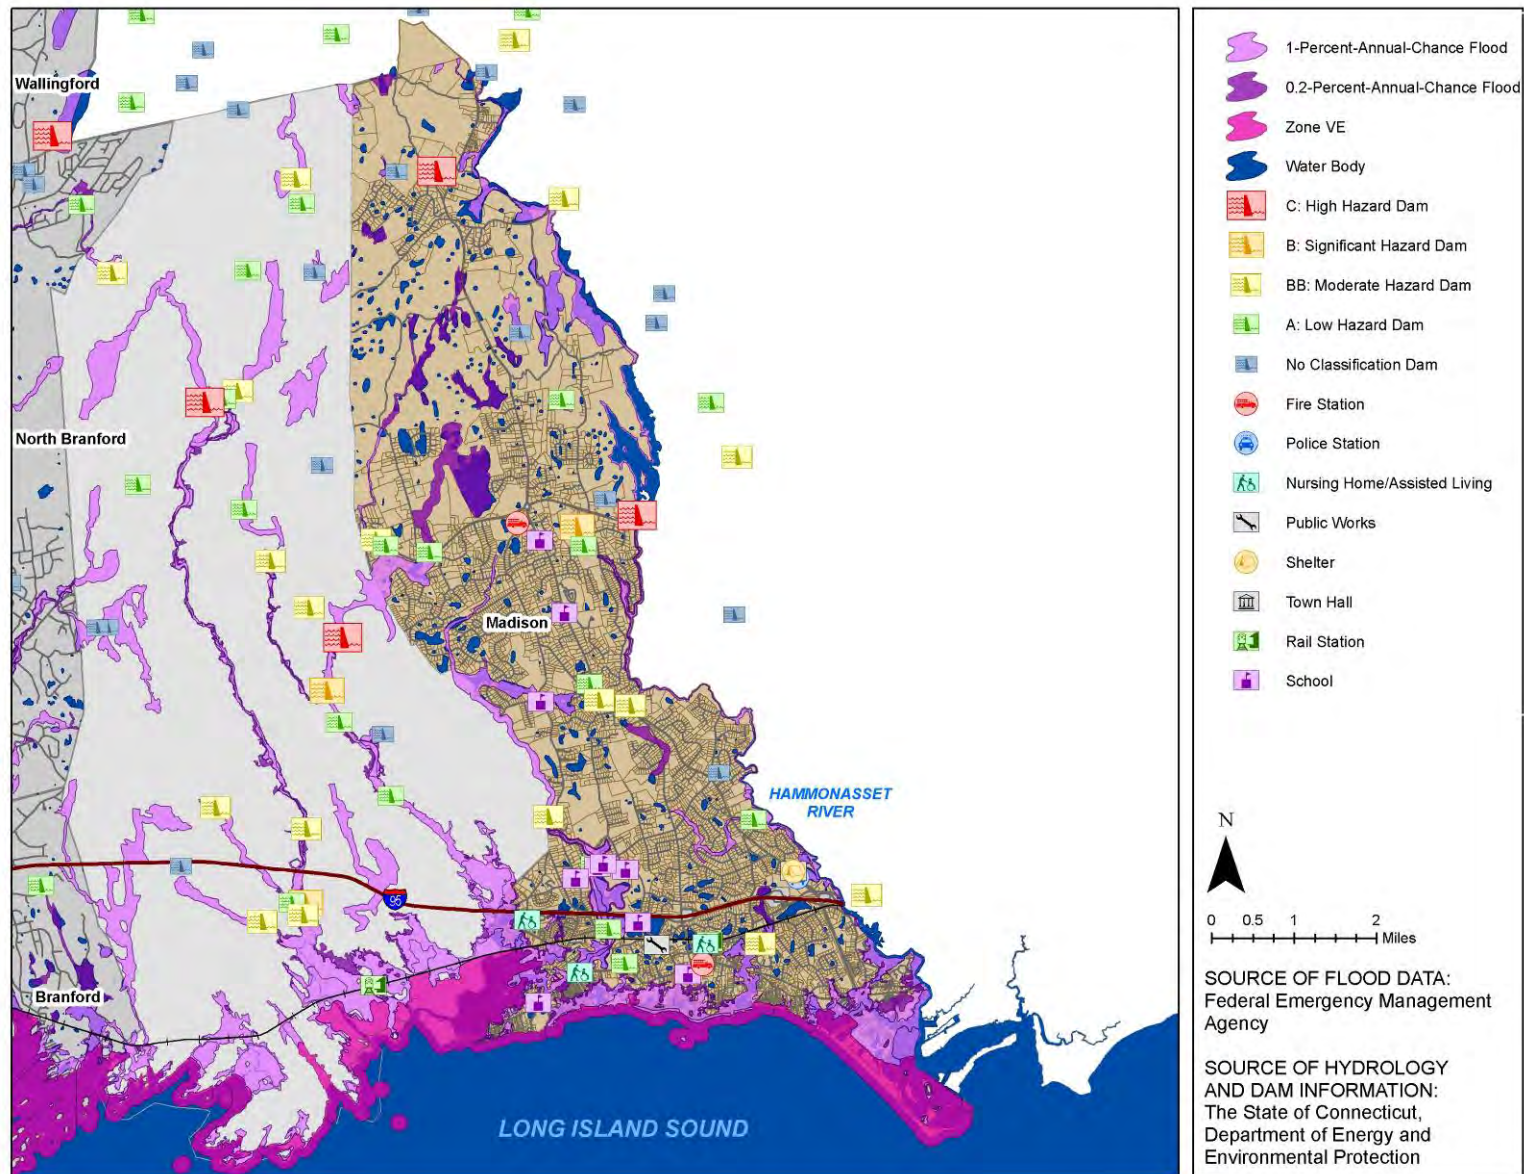 Wallingford
North Branford
Madison
HAMMONASSET
RIVER
95
Branford
LONG ISLAND SOUND
1-Percent-Annual-Chance Flood
0.2-Percent-Annual-Chance Flood
Zone VE
Water Body
C: High Hazard Dam
B: Significant Hazard Dam
BB: Moderate Hazard Dam
A: Low Hazard Dam
No Classification Dam
Fire Station
Police Station
Nursing Home/Assisted Living
Public Works
Shelter
Town Hall
Rail Station
School
N
0 0.5 1 2
Miles
SOURCE OF FLOOD DATA:
Federal Emergency Management
Agency
SOURCE OF HYDROLOGY
AND DAM INFORMATION:
The State of Connecticut,
Department of Energy and
Environmental Protection